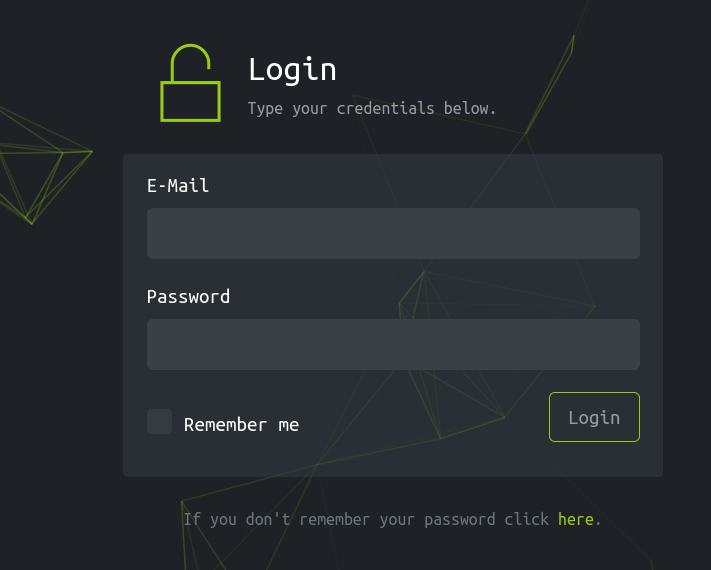 Login
Type your credentials below.
E-Mail
Password
Remember me
Login
If you don't remember your password click here.